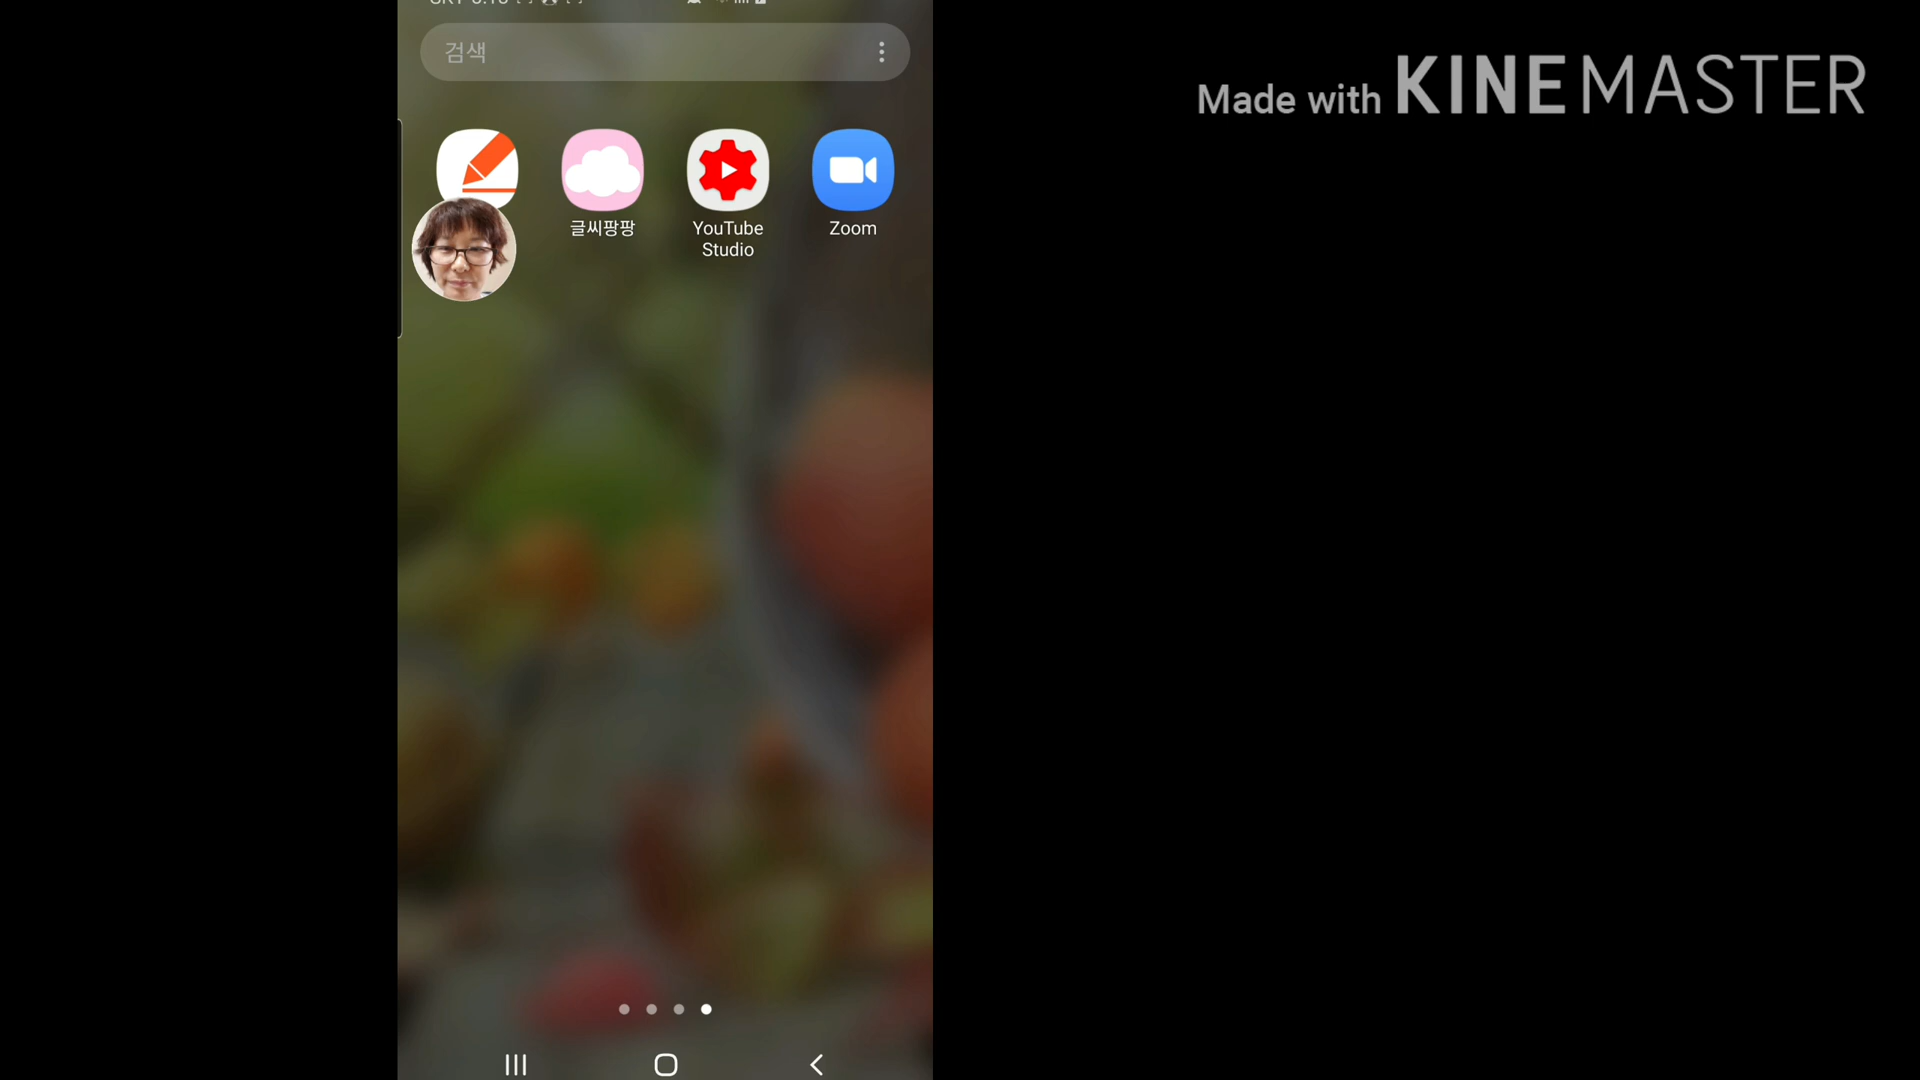 검색
Made with KINEMASTER
글씨팡팡
YouTube
Studio
Zoom